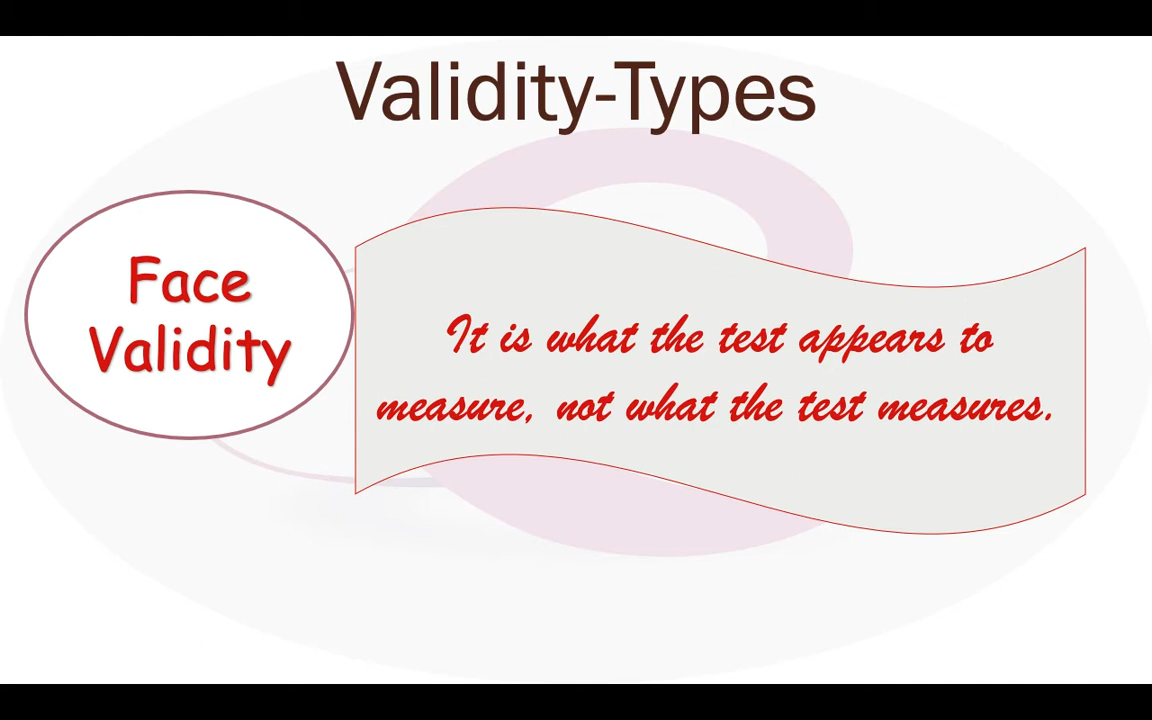 Validity-Types
Face
Validity
It is what the test appears to
measure, not what the test measures.